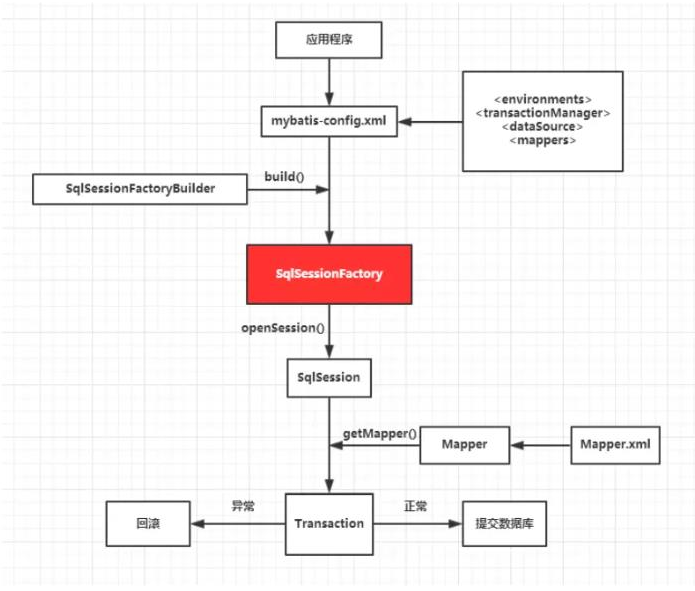 应用程序
mybatis-config.xml
<environments>
<transactionManager>
<dataSource>
<mappers>
SqlSessionFactoryBuilder
build()
SqlSessionFactory
openSession()
SqlSession
getMapper()
Mapper
Mapper.xml
回滚
异常
Transaction
正常
提交数据库